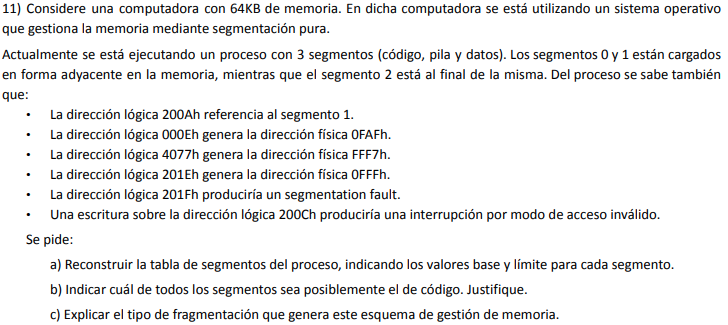 11) Considere una computadora con 64KB de memoria. En dicha computadora se está utilizando un sistema operativo
que gestiona la memoria mediante segmentación pura.
Actualmente se está ejecutando un proceso con 3 segmentos (código, pila y datos). Los segmentos 0 y 1 están cargados
en forma adyacente en la memoria, mientras que el segmento 2 está al final de la misma. Del proceso se sabe también
que:
• La dirección lógica 200Ah referencia al segmento 1.
• La dirección lógica 000Eh genera la dirección física 0FAFh.
• La dirección lógica 4077h genera la dirección física FFF7h.
• La dirección lógica 201Eh genera la dirección física 0FFFh.
• La dirección lógica 201Fh produciría un segmentation fault.
• Una escritura sobre la dirección lógica 200Ch produciría una interrupción por modo de acceso inválido.
Se pide:
a) Reconstruir la tabla de segmentos del proceso, indicando los valores base y límite para cada segmento.
b) Indicar cuál de todos los segmentos sea posiblemente el de código. Justifique.
c) Explicar el tipo de fragmentación que genera este esquema de gestión de memoria.